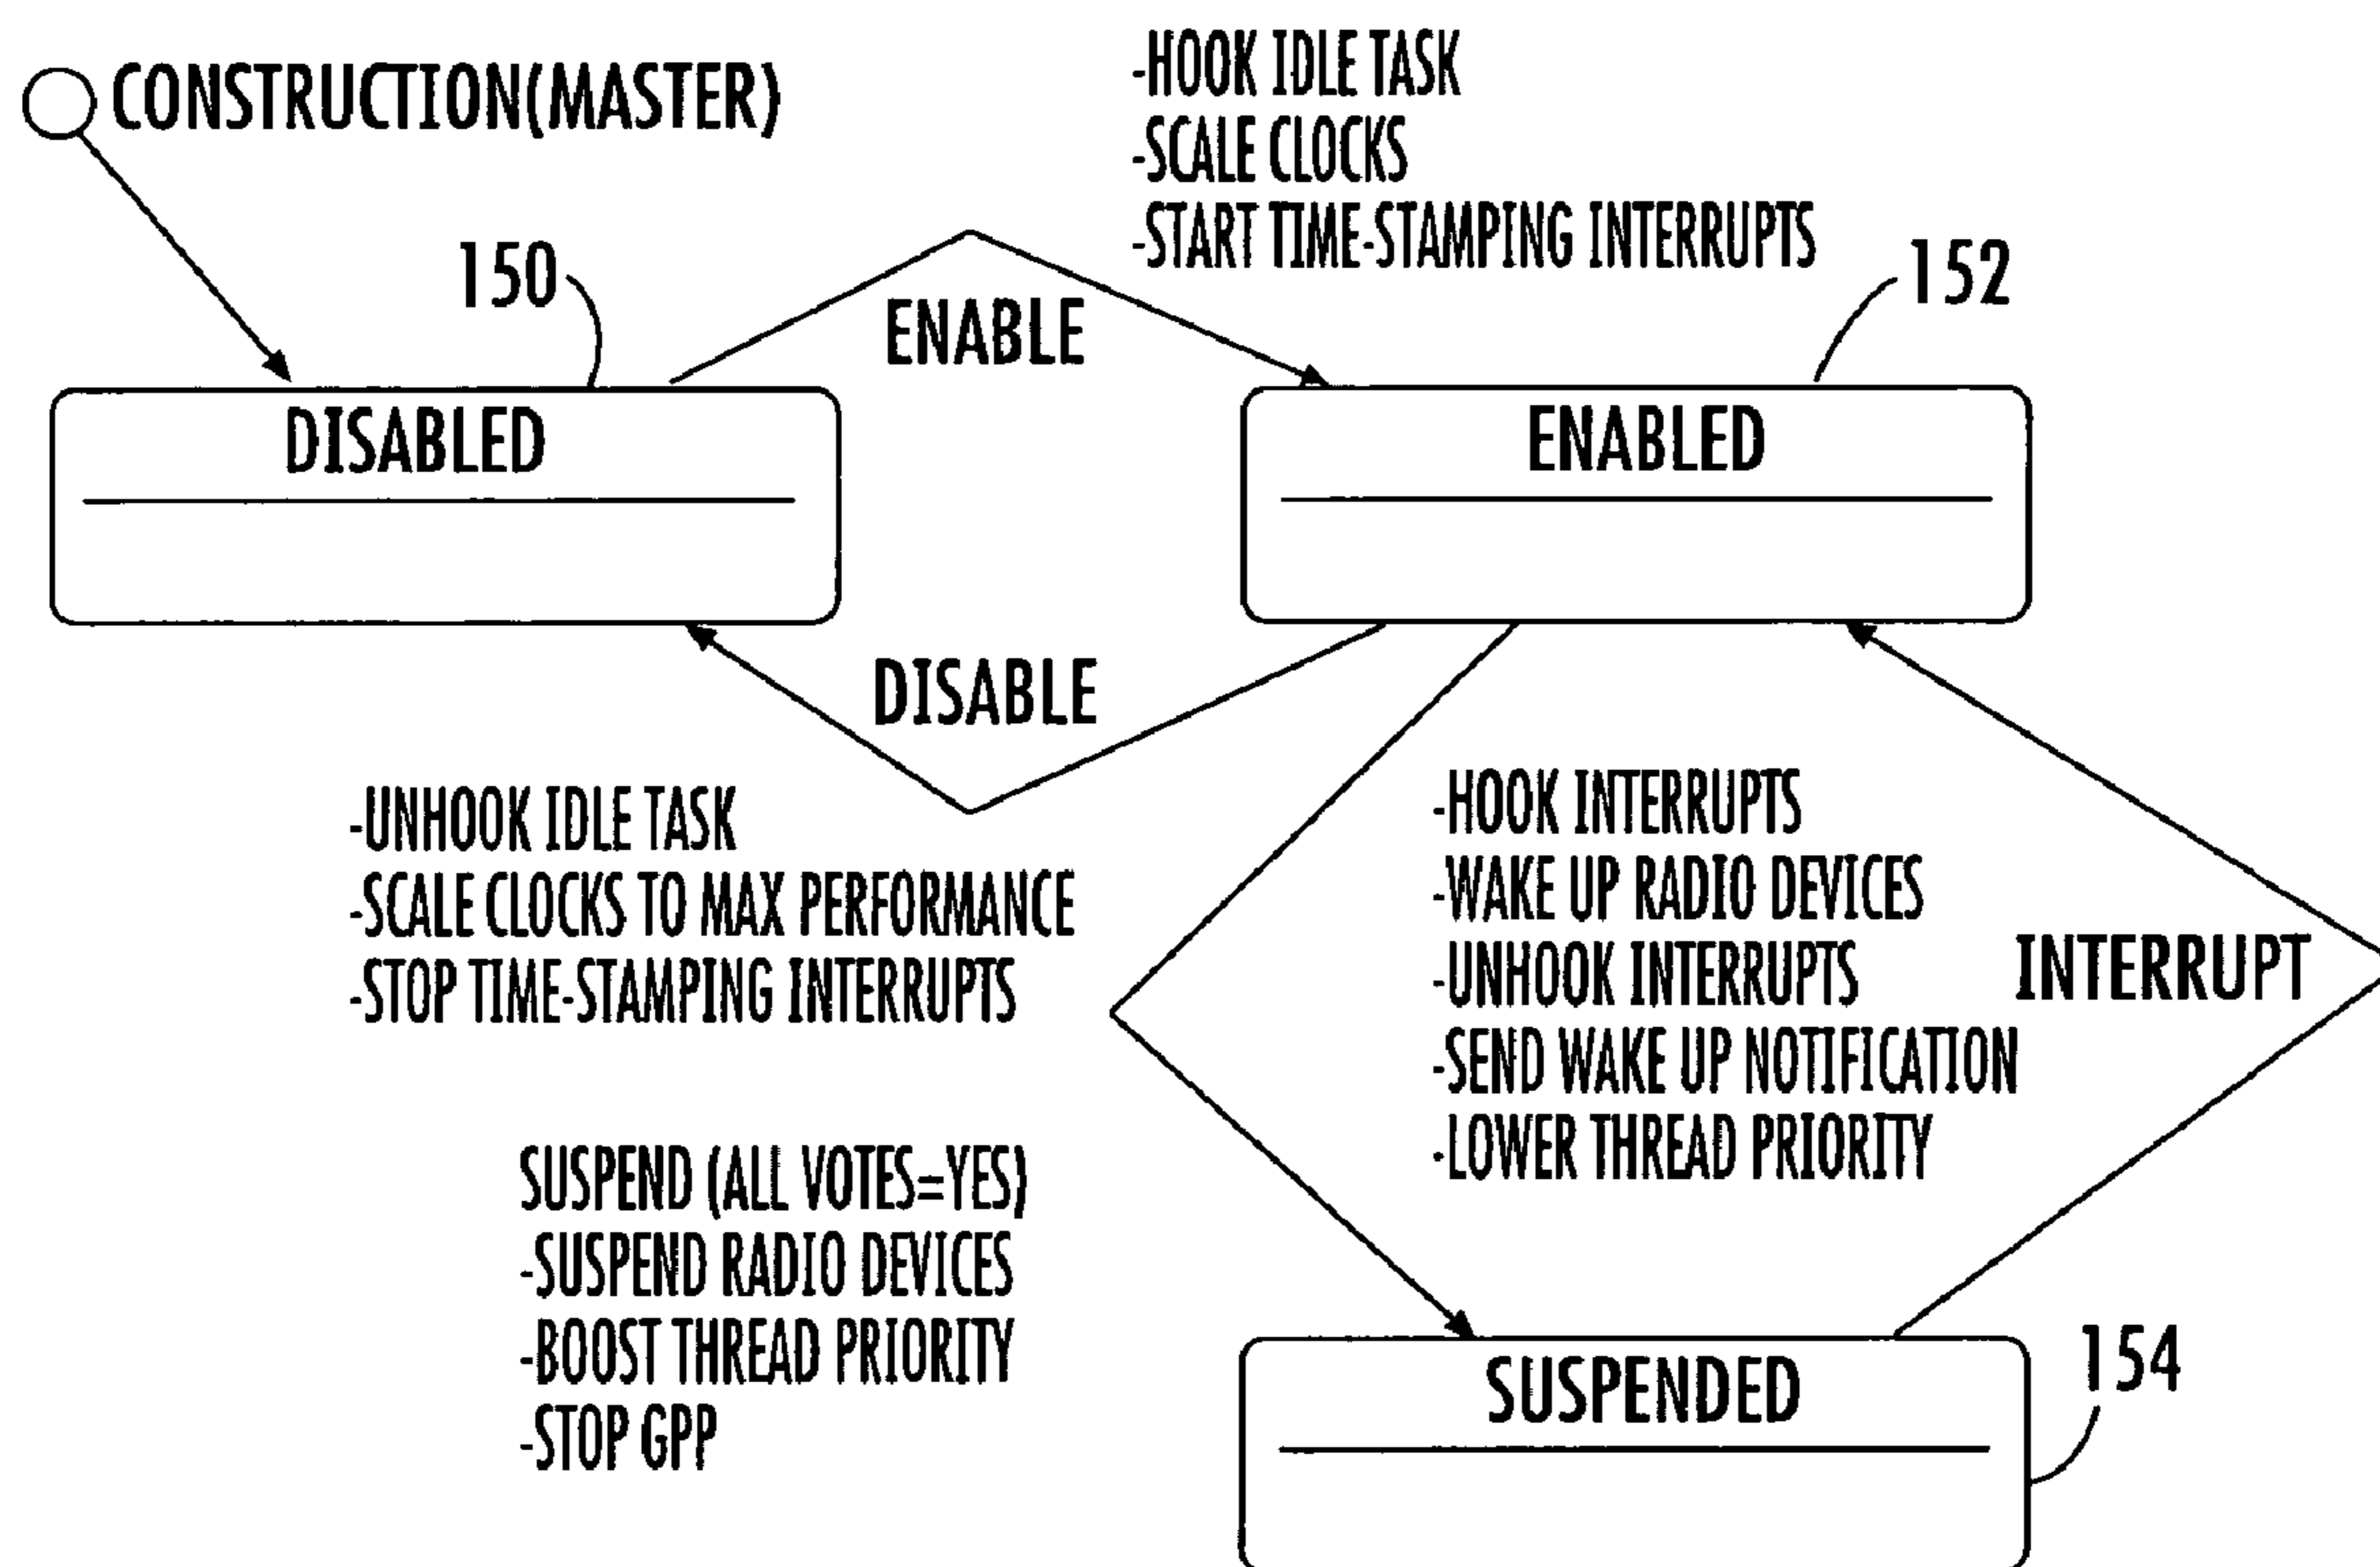 CONSTRUCTION(MASTER)
-HOOK IDLE TASK
-SCALE CLOCKS
-START TIME-STAMPING INTERRUPTS
150
152
ENABLE
DISABLED
ENABLED
DISABLE
-UNHOOK IDLE TASK
-SCALE CLOCKS TO MAX PERFORMANCE
-STOP TIME-STAMPING INTERRUPTS
-HOOK INTERRUPTS
-WAKE UP RADIO DEVICES
-UNHOOK INTERRUPTS
-SEND WAKE UP NOTIFICATION
-LOWER THREAD PRIORITY
INTERRUPT
SUSPEND (ALL VOTES=YES)
-SUSPEND RADIO DEVICES
-BOOST THREAD PRIORITY
-STOP GPP
SUSPENDED
154